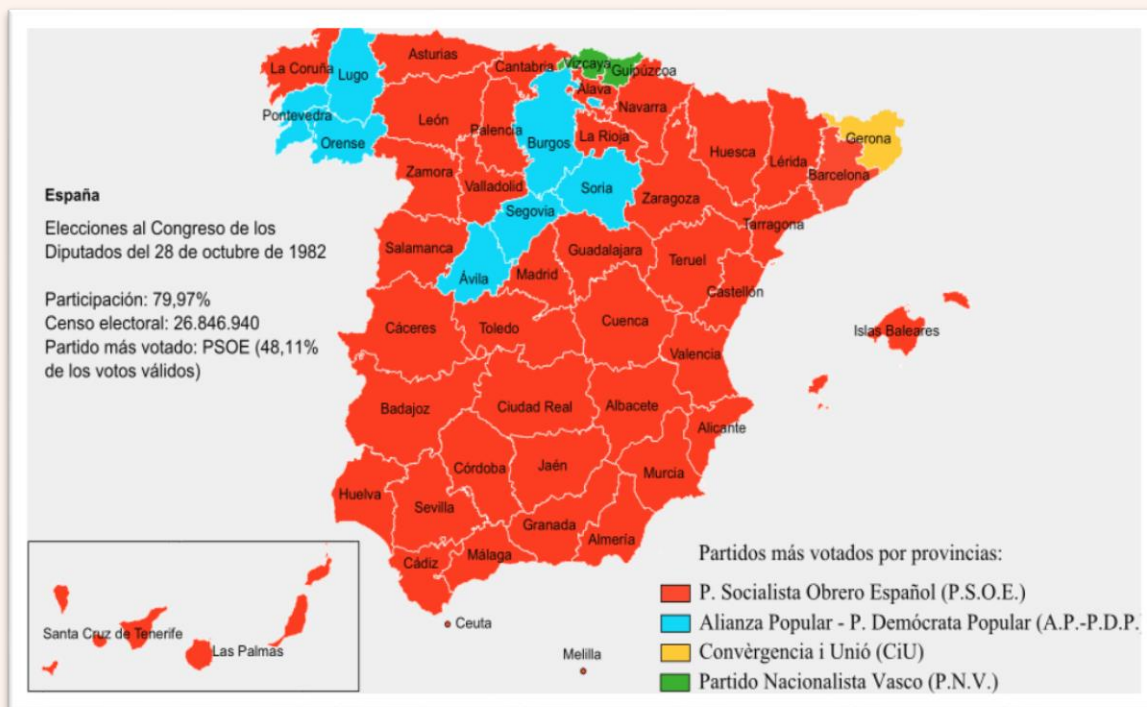 Asturias
Cantabria
Vizcaya
Guipúzcoa
La Coruña
Lugo
Álava
Navarra
Pontevedra
León
Palencia
Burgos
La Rioja
Orense
Huesca
Lérida
Gerona
Barcelona
Zamora
Valladolid
Soria
Zaragoza
Segovia
Tarragona
Salamanca
Guadalajara
Teruel
Ávila
Madrid
Castellón
Cáceres
Toledo
Cuenca
Islas Baleares
Valencia
Badajoz
Ciudad Real
Albacete
Alicante
Córdoba
Jaén
Murcia
Huelva
Sevilla
Granada
Almería
Cádiz
Málaga
Ceuta
Melilla
Santa Cruz de Tenerife
Las Palmas
España
Elecciones al Congreso de los
Diputados del 28 de octubre de 1982
Participación: 79,97%
Censo electoral: 26.846.940
Partido más votado: PSOE (48,11%
de los votos válidos)
Partidos más votados por provincias:
P. Socialista Obrero Español (P.S.O.E.)
Alianza Popular - P. Demócrata Popular (A.P.-P.D.P.
Convèrgencia i Unió (CiU)
Partido Nacionalista Vasco (P.N.V.)